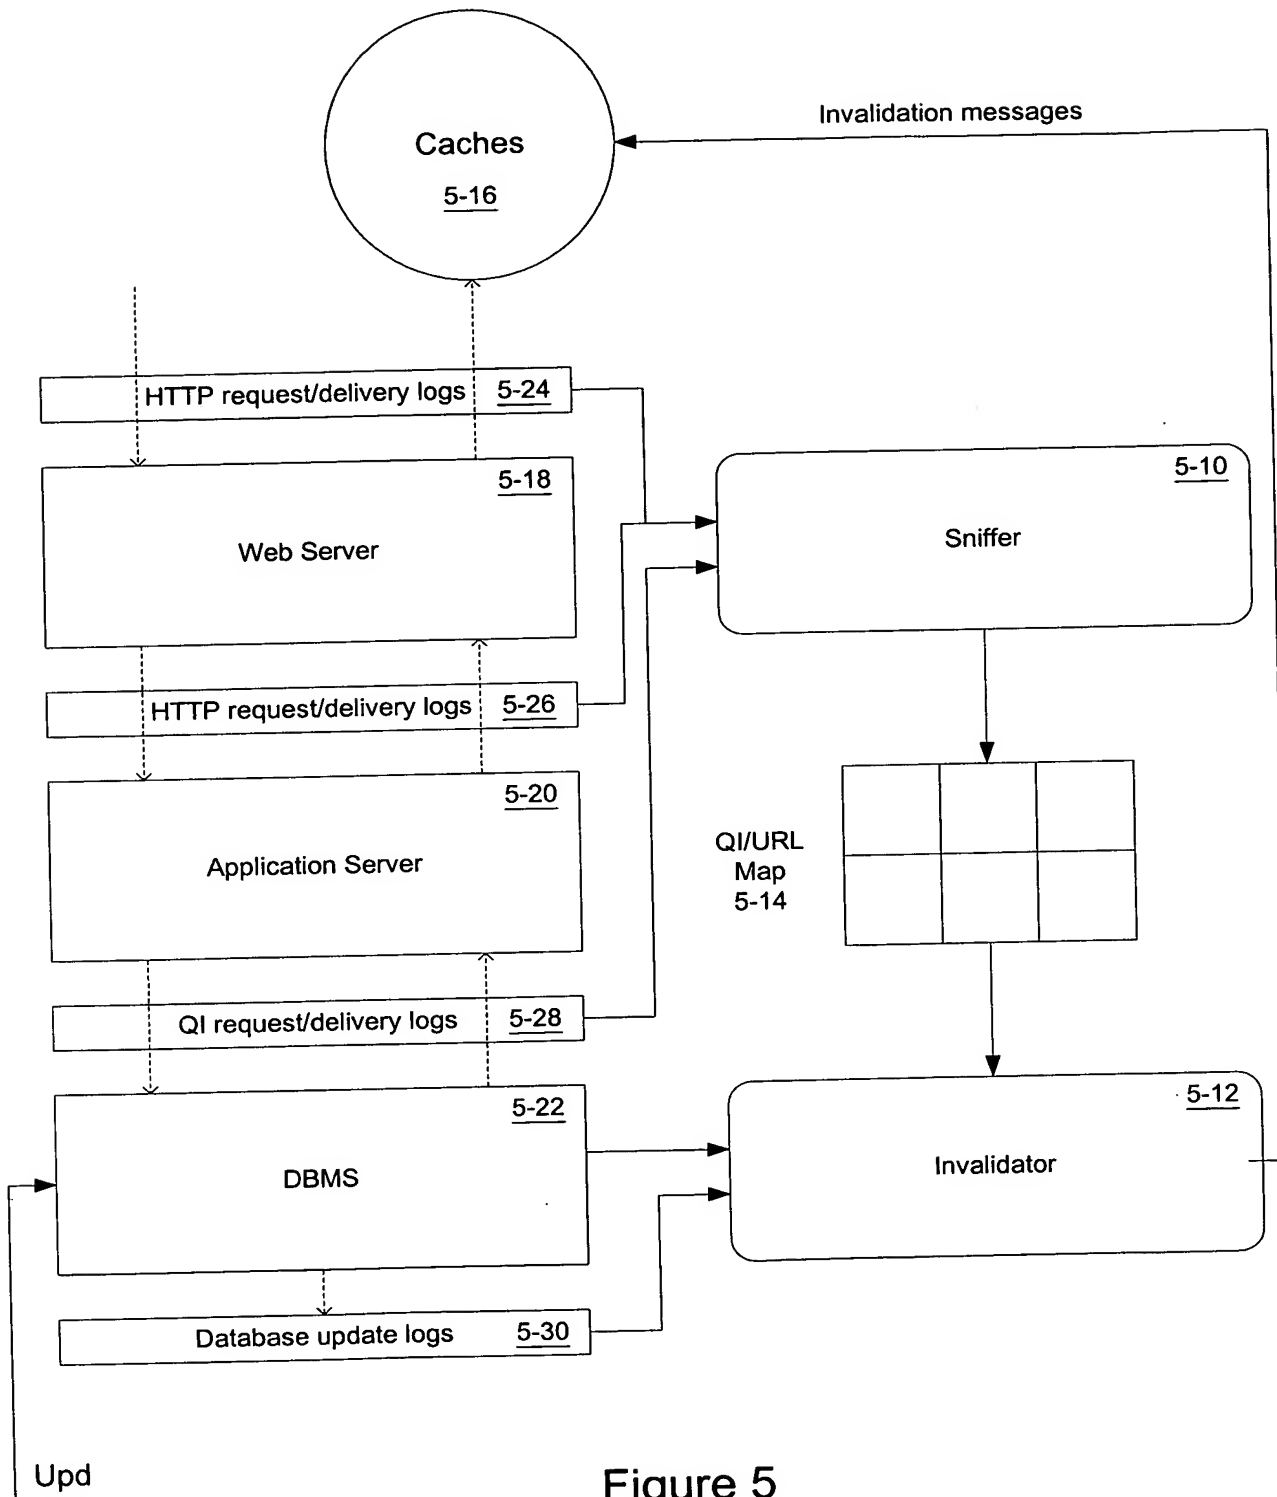 Invalidation messages
Caches
5-16
HTTP request/delivery logs 5-24
5-18
Web Server
5-10
Sniffer
HTTP request/delivery logs 5-26
5-20
Application Server
QI/URL
Map
5-14
QI request/delivery logs 5-28
5-22
DBMS
5-12
Invalidator
Database update logs 5-30
Upd
Figure 5